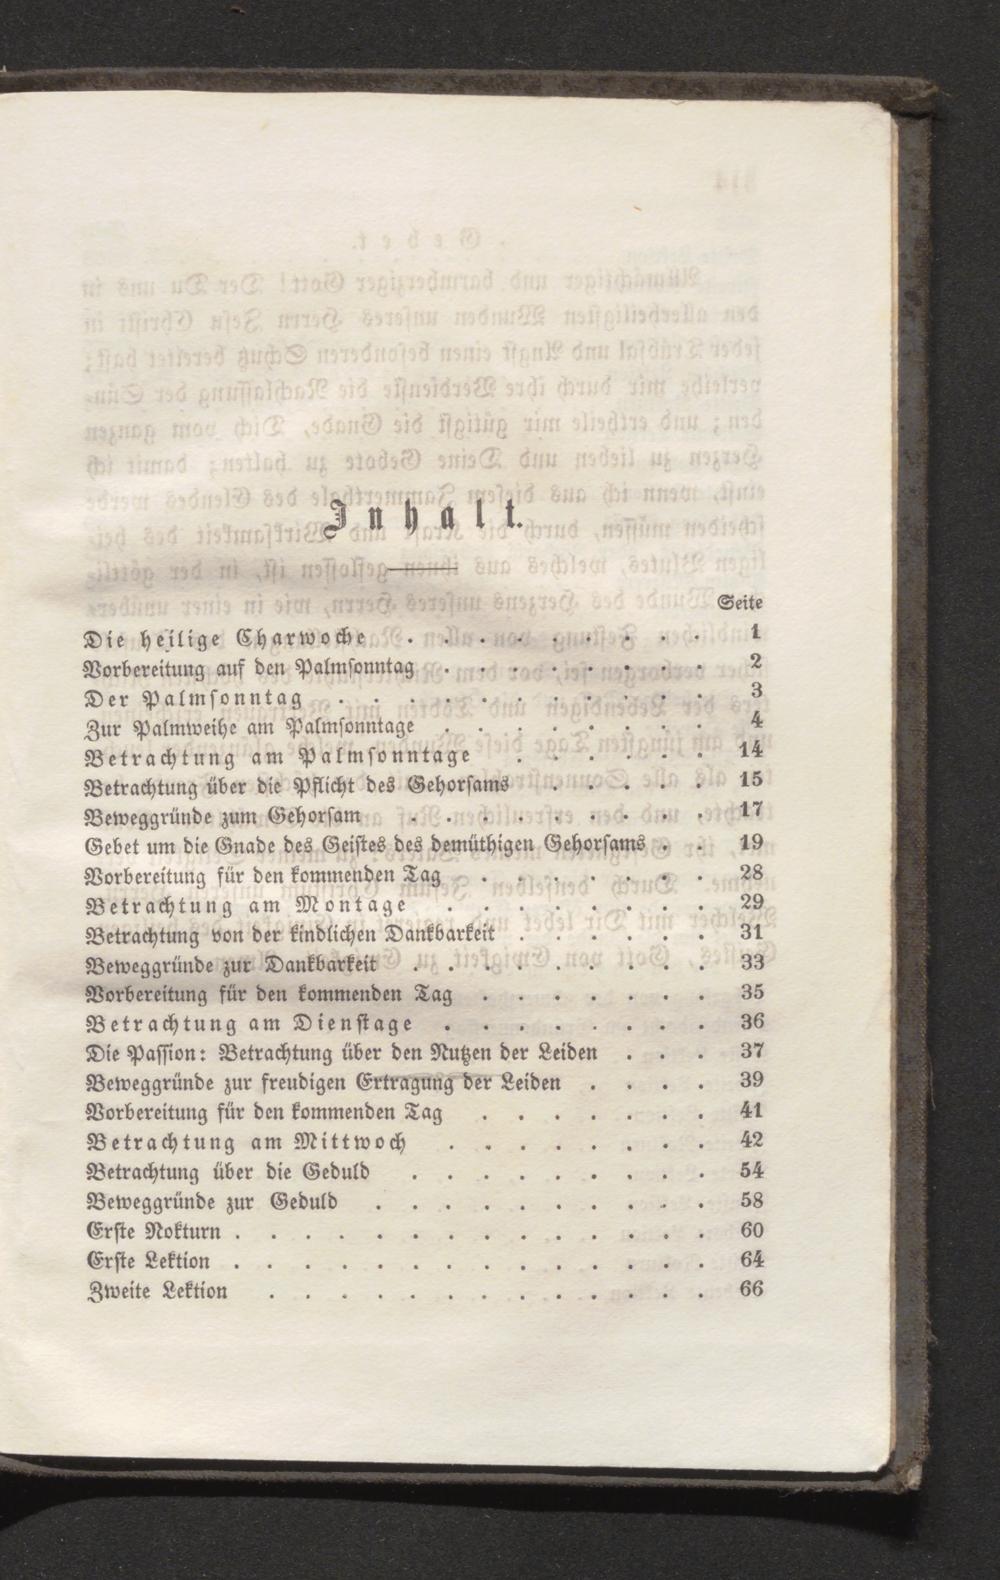 Inhalt.
Seite
Die heilige Charwoche . . . . . . . . . 1
Vorbereitung auf den Palmsonntag . . . . . . . . 2
Der Palmsonntag . . . . . . . . . . . 3
Zur Palmweihe am Palmsonntage . . . . . . . . 4
Betrachtung am Palmsonntage . . . . . . 14
Betrachtung über die Pflicht des Gehorsams . . . . . 15
Beweggründe zum Gehorsam . . . . . . . . . 17
Gebet um die Gnade des Geistes des demüthigen Gehorsams . . 19
Vorbereitung für den kommenden Tag . . . . . . . 28
Betrachtung am Montage . . . . . . . . 29
Betrachtung von der kindlichen Dankbarkeit . . . . . . 31
Beweggründe zur Dankbarkeit . . . . . . . . . 33
Vorbereitung für den kommenden Tag . . . . . . . 35
Betrachtung am Dienstage . . . . . . . . 36
Die Passion: Betrachtung über den Nutzen der Leiden . . . 37
Beweggründe zur freudigen Ertragung der Leiden . . . . 39
Vorbereitung für den kommenden Tag . . . . . . . 41
Betrachtung am Mittwoch . . . . . . . . 42
Betrachtung über die Geduld . . . . . . . . . 54
Beweggründe zur Geduld . . . . . . . . . . 58
Erste Nokturn . . . . . . . . . . . . . . 60
Erste Lektion . . . . . . . . . . . . . . 64
Zweite Lektion . . . . . . . . . . . . . 66